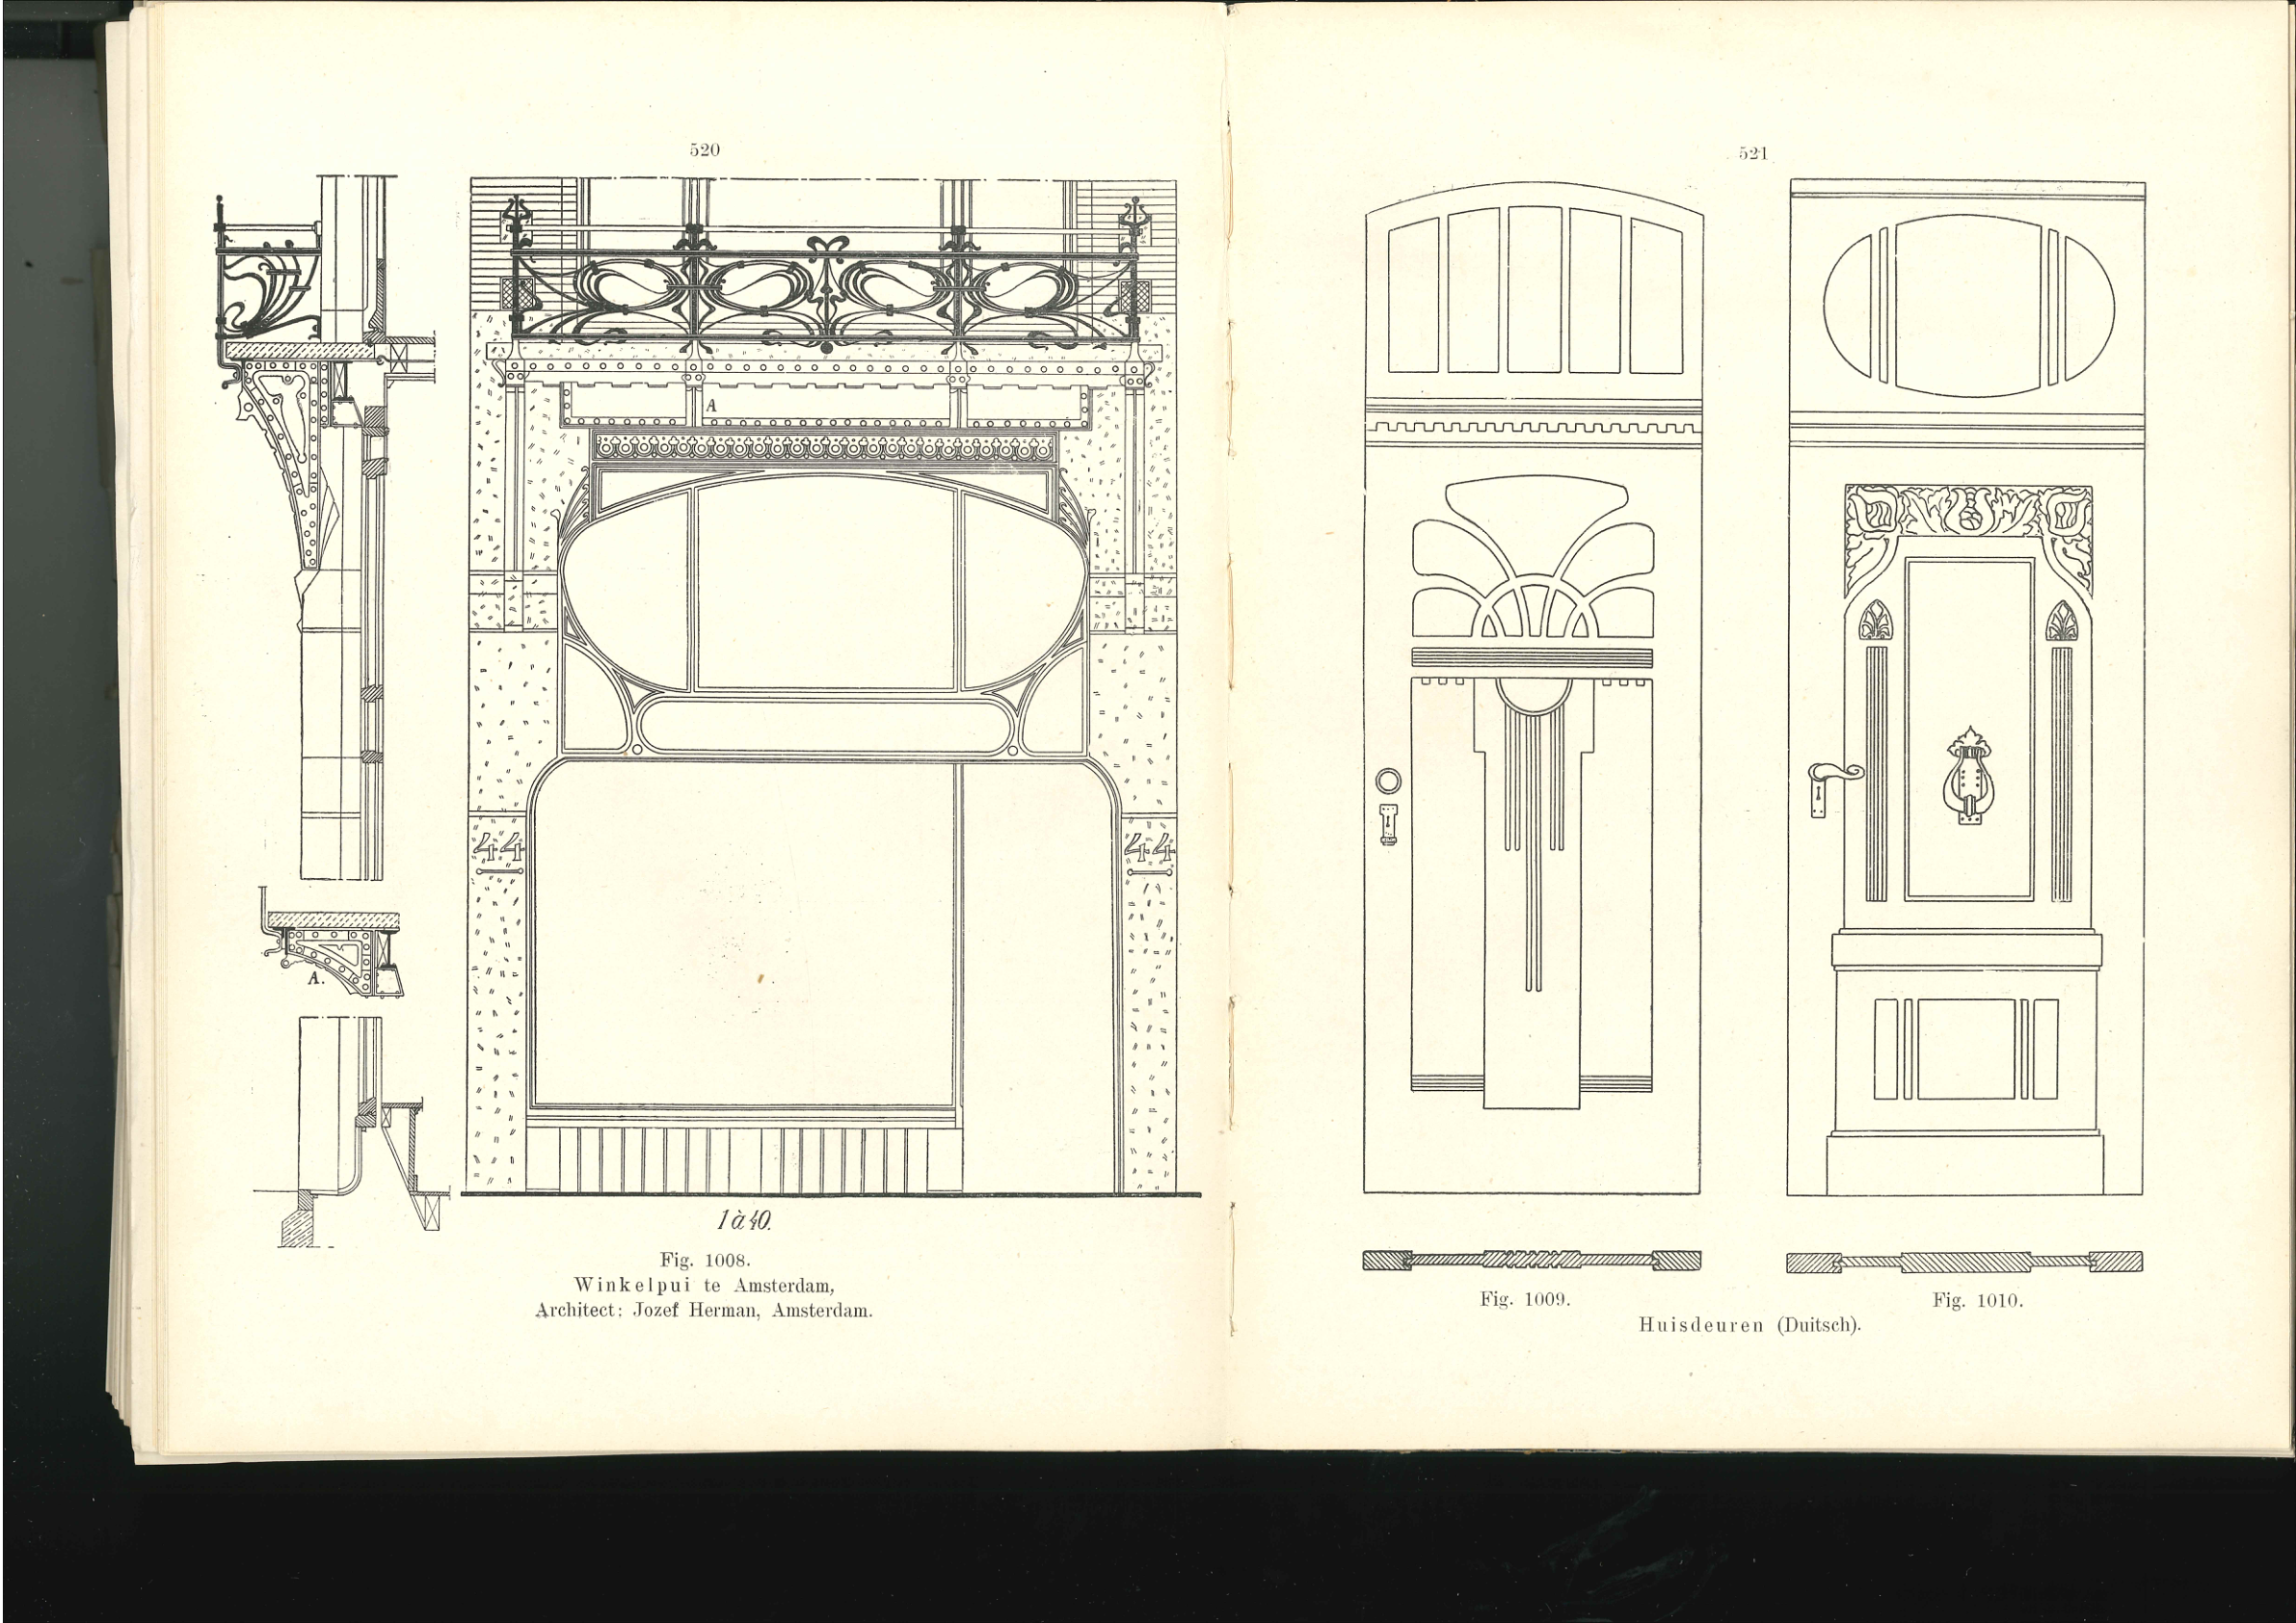 520
A
44
44
A.
1 à 40.
Fig. 1008.
Winkelpui te Amsterdam,
Architect: Jozef Herman, Amsterdam.
521
Fig. 1009.
Fig. 1010.
Huisdeuren (Duitsch).